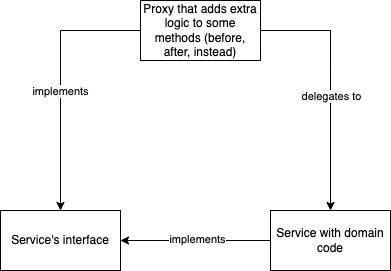 Proxy that adds extra
logic to some
methods (before,
after, instead)
implements
delegates to
Service's interface
implements
Service with domain
code